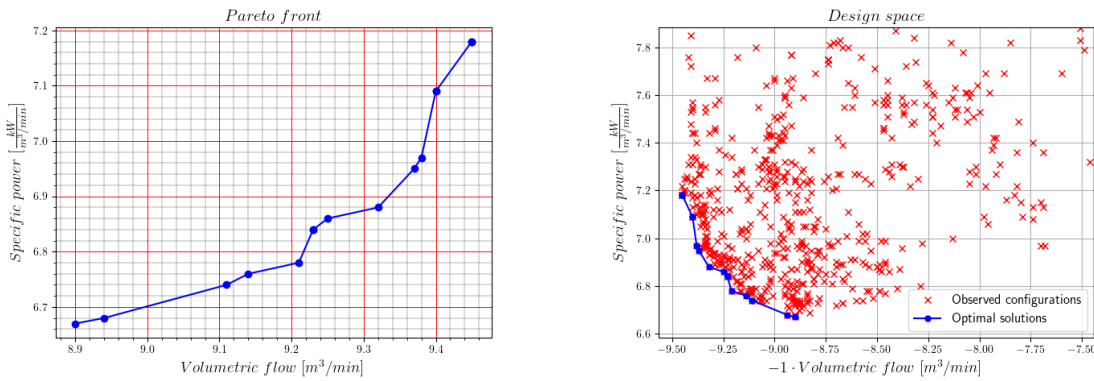 Pareto front
Specific power [kW / m³/min]
7.2
7.1
7.0
6.9
6.8
6.7
8.9 9.0 9.1 9.2 9.3 9.4
Volumetric flow [m³/min]
Design space
Specific power [kW / m³/min]
7.8
7.6
7.4
7.2
7.0
6.8
6.6
Observed configurations
Optimal solutions
−9.50 −9.25 −9.00 −8.75 −8.50 −8.25 −8.00 −7.75 −7.50
−1 · Volumetric flow [m³/min]